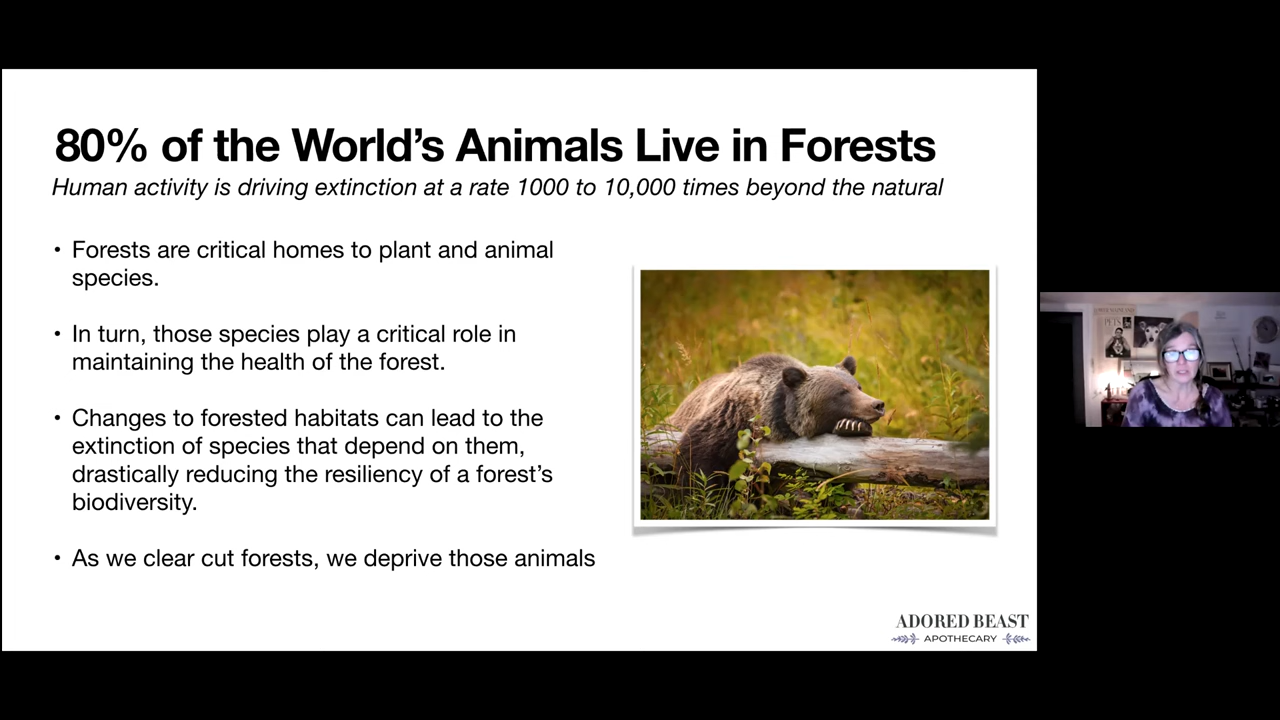 80% of the World’s Animals Live in Forests
Human activity is driving extinction at a rate 1000 to 10,000 times beyond the natural
• Forests are critical homes to plant and animal
species.
• In turn, those species play a critical role in
maintaining the health of the forest.
• Changes to forested habitats can lead to the
extinction of species that depend on them,
drastically reducing the resiliency of a forest’s
biodiversity.
• As we clear cut forests, we deprive those animals
ADORED BEAST
APOTHECARY
PETS